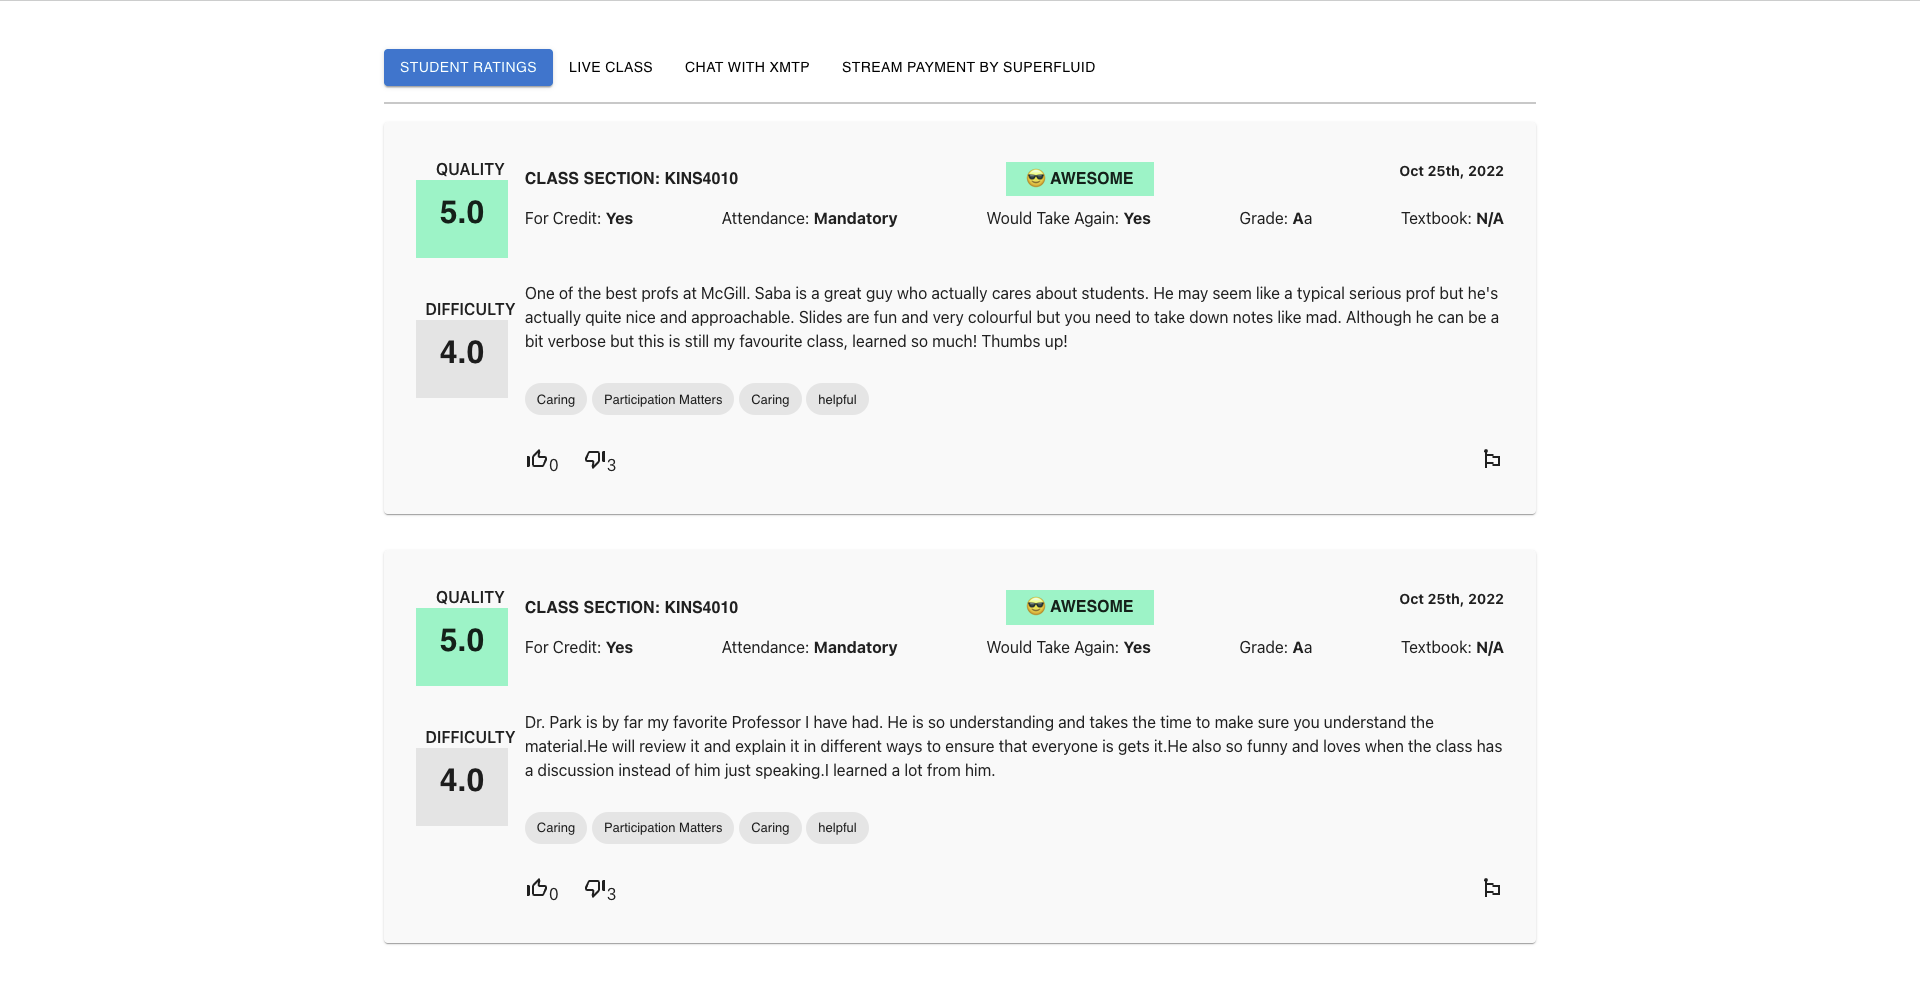 STUDENT RATINGS LIVE CLASS CHAT WITH XMTP STREAM PAYMENT BY SUPERFLUID
QUALITY
5.0
CLASS SECTION: KINS4010
😎 AWESOME
Oct 25th, 2022
For Credit: Yes Attendance: Mandatory Would Take Again: Yes Grade: Aa Textbook: N/A
DIFFICULTY
4.0
One of the best profs at McGill. Saba is a great guy who actually cares about students. He may seem like a typical serious prof but he's
actually quite nice and approachable. Slides are fun and very colourful but you need to take down notes like mad. Although he can be a
bit verbose but this is still my favourite class, learned so much! Thumbs up!
Caring Participation Matters Caring helpful
0 3
QUALITY
5.0
CLASS SECTION: KINS4010
😎 AWESOME
Oct 25th, 2022
For Credit: Yes Attendance: Mandatory Would Take Again: Yes Grade: Aa Textbook: N/A
DIFFICULTY
4.0
Dr. Park is by far my favorite Professor I have had. He is so understanding and takes the time to make sure you understand the
material.He will review it and explain it in different ways to ensure that everyone is gets it.He also so funny and loves when the class has
a discussion instead of him just speaking.I learned a lot from him.
Caring Participation Matters Caring helpful
0 3